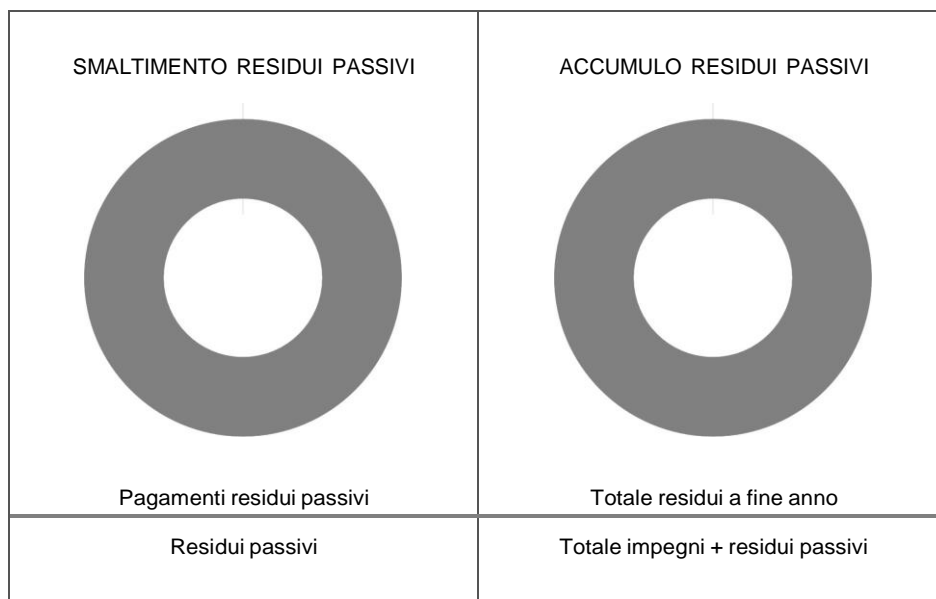 SMALTIMENTO RESIDUI PASSIVI
ACCUMULO RESIDUI PASSIVI
Pagamenti residui passivi
Totale residui a fine anno
Residui passivi
Totale impegni + residui passivi